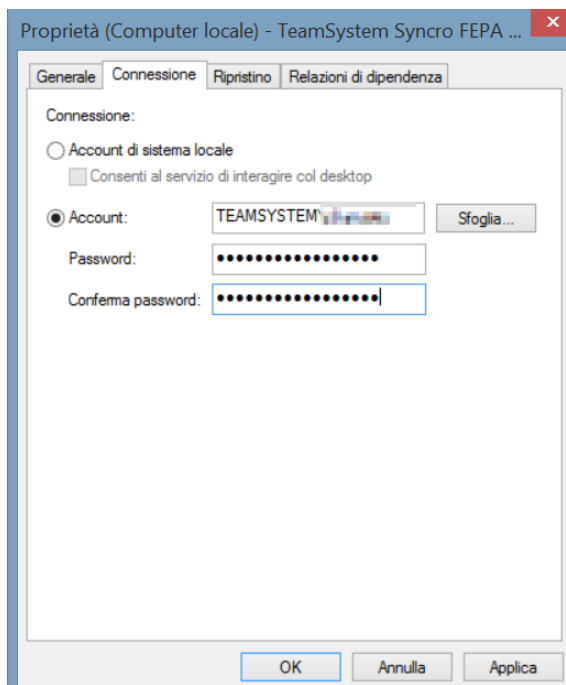 Proprietà (Computer locale) - TeamSystem Syncro FEPA ...
Generale Connessione Ripristino Relazioni di dipendenza
Connessione:
Account di sistema locale
Consenti al servizio di interagire col desktop
Account: TEAMSYSTEM\ Sfoglia...
Password: •••••••••••••••••
Conferma password: •••••••••••••••••
OK Annulla Applica